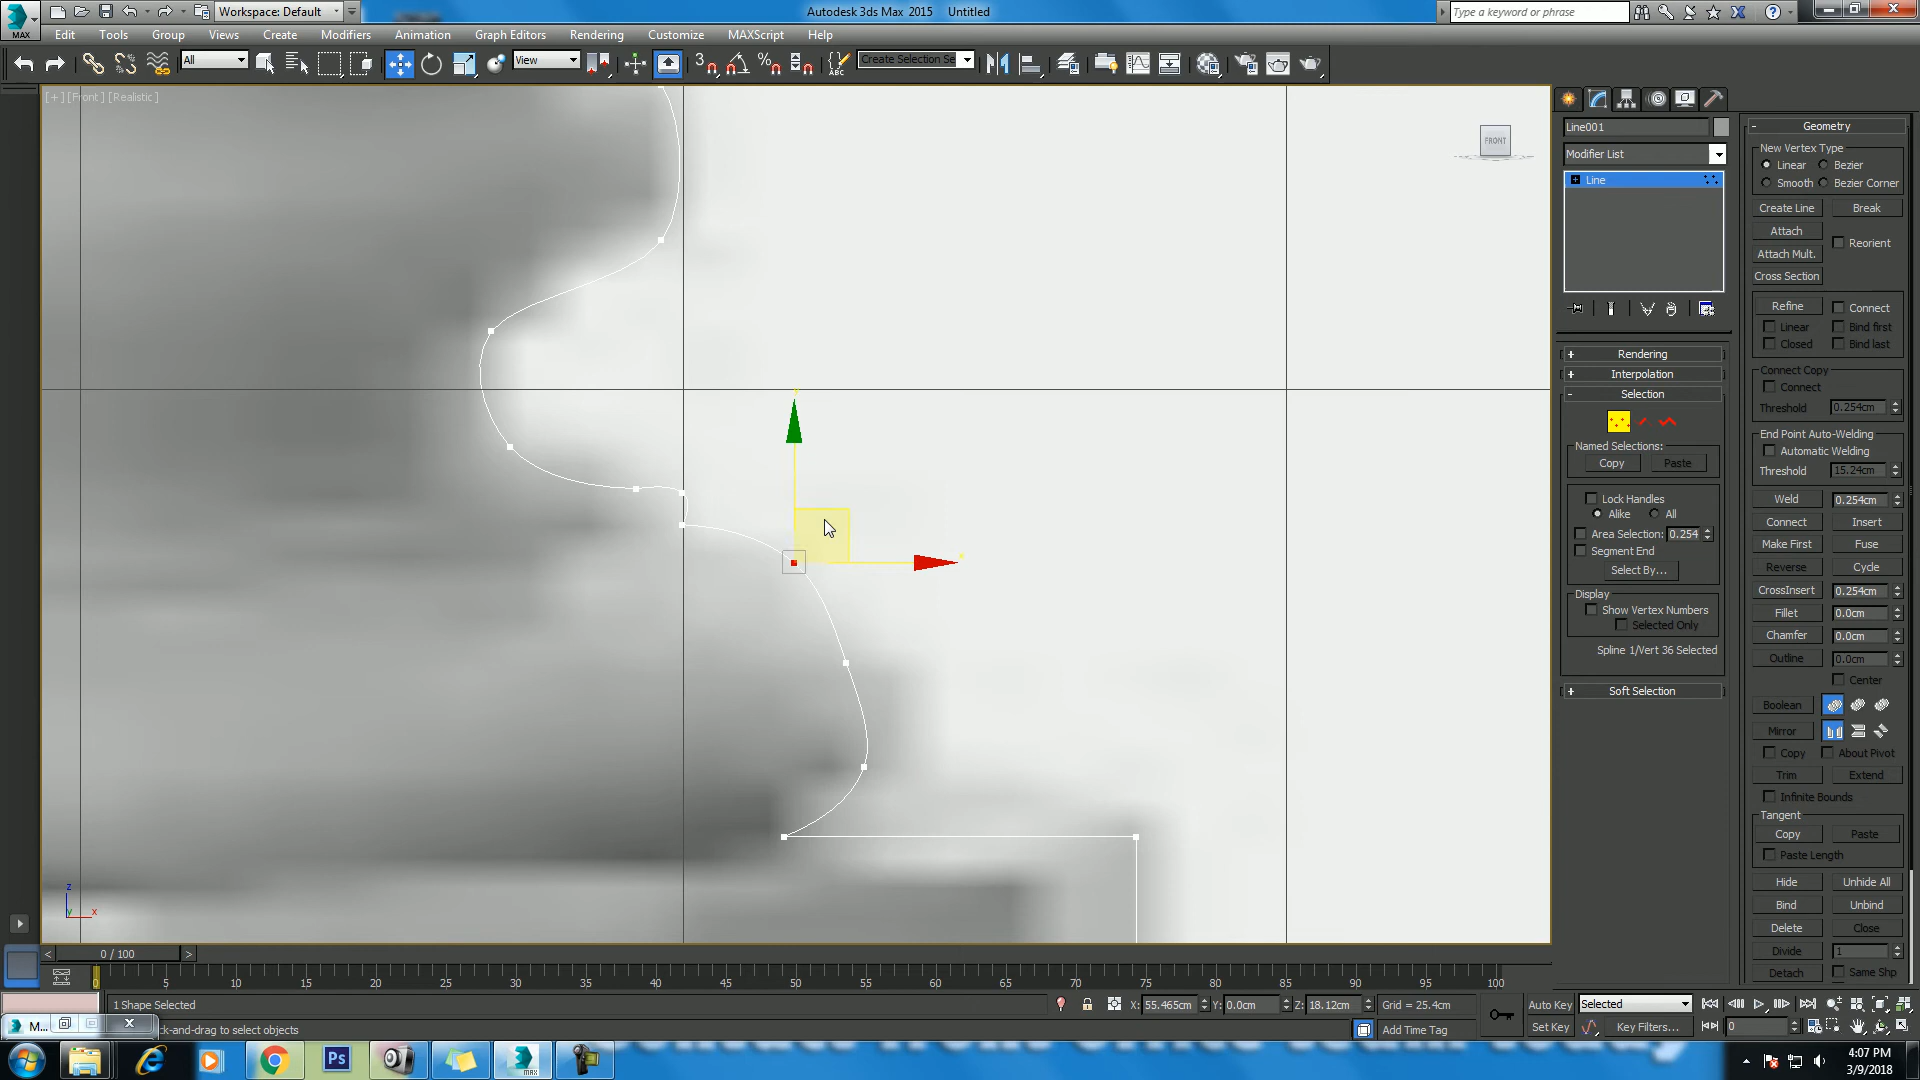 MAX
Workspace: Default
Autodesk 3ds Max 2015 Untitled
Type a keyword or phrase
Edit Tools Group Views Create Modifiers Animation Graph Editors Rendering Customize MAXScript Help
All
View
3
ABC
Create Selection Se
[+] [Front] [Realistic]
FRONT
Line001
Modifier List
Line
Rendering
Interpolation
Selection
Named Selections:
Copy Paste
Lock Handles
Alike All
Area Selection: 0.254
Segment End
Select By...
Display
Show Vertex Numbers
Selected Only
Spline 1/Vert 36 Selected
Soft Selection
Geometry
New Vertex Type
Linear Bezier
Smooth Bezier Corner
Create Line Break
Attach
Reorient
Attach Mult.
Cross Section
Refine Connect
Linear Bind first
Closed Bind last
Connect Copy
Connect
Threshold 0.254cm
End Point Auto-Welding
Automatic Welding
Threshold 15.24cm
Weld 0.254cm
Connect Insert
Make First Fuse
Reverse Cycle
CrossInsert 0.254cm
Fillet 0.0cm
Chamfer 0.0cm
Outline 0.0cm
Center
Boolean
Mirror
Copy About Pivot
Trim Extend
Infinite Bounds
Tangent
Copy Paste
Paste Length
Hide Unhide All
Bind Unbind
Delete Close
Divide 1
Detach Same Shp
z
y x
0 / 100
0 5 10 15 20 25 30 35 40 45 50 55 60 65 70 75 80 85 90 95 100
1 Shape Selected
X: 55.465cm Y: 0.0cm Z: 18.12cm Grid = 25.4cm
Auto Key Selected
M...
ck-and-drag to select objects
Add Time Tag
Set Key Key Filters... 0
Ps
MAX
4:07 PM
3/9/2018